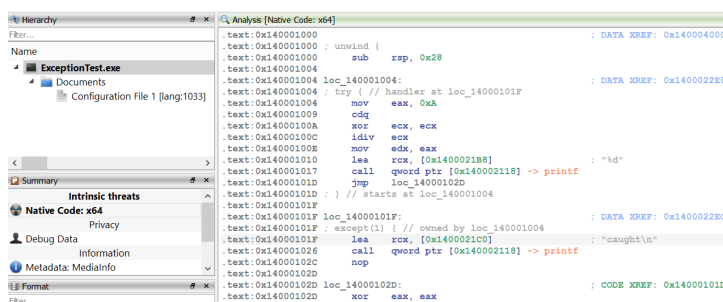 Hierarchy
Filter...
Name
ExceptionTest.exe
Documents
Configuration File 1 [lang:1033]
Summary
Intrinsic threats
Native Code: x64
Privacy
Debug Data
Information
Metadata: MediaInfo
Format
Filter
Analysis [Native Code: x64]
.text:0x140001000 ; DATA XREF: 0x14000400
.text:0x140001000 ; unwind {
.text:0x140001000 sub rsp, 0x28
.text:0x140001004
.text:0x140001004 loc_140001004: ; DATA XREF: 0x1400022E0
.text:0x140001004 ; try { // handler at loc_14000101F
.text:0x140001004 mov eax, 0xA
.text:0x140001009 cdq
.text:0x14000100A xor ecx, ecx
.text:0x14000100C idiv ecx
.text:0x14000100E mov edx, eax
.text:0x140001010 lea rcx, [0x1400021B8] ; "%d"
.text:0x140001017 call qword ptr [0x140002118] -> printf
.text:0x14000101D jmp loc_14000102D
.text:0x14000101D ; } // starts at loc_140001004
.text:0x14000101F
.text:0x14000101F loc_14000101F: ; DATA XREF: 0x1400022E0
.text:0x14000101F ; except(1) { // owned by loc_140001004
.text:0x14000101F lea rcx, [0x1400021C0] ; "caught\n"
.text:0x140001026 call qword ptr [0x140002118] -> printf
.text:0x14000102C nop
.text:0x14000102D
.text:0x14000102D loc_14000102D: ; CODE XREF: 0x14000101D
.text:0x14000102D xor eax, eax